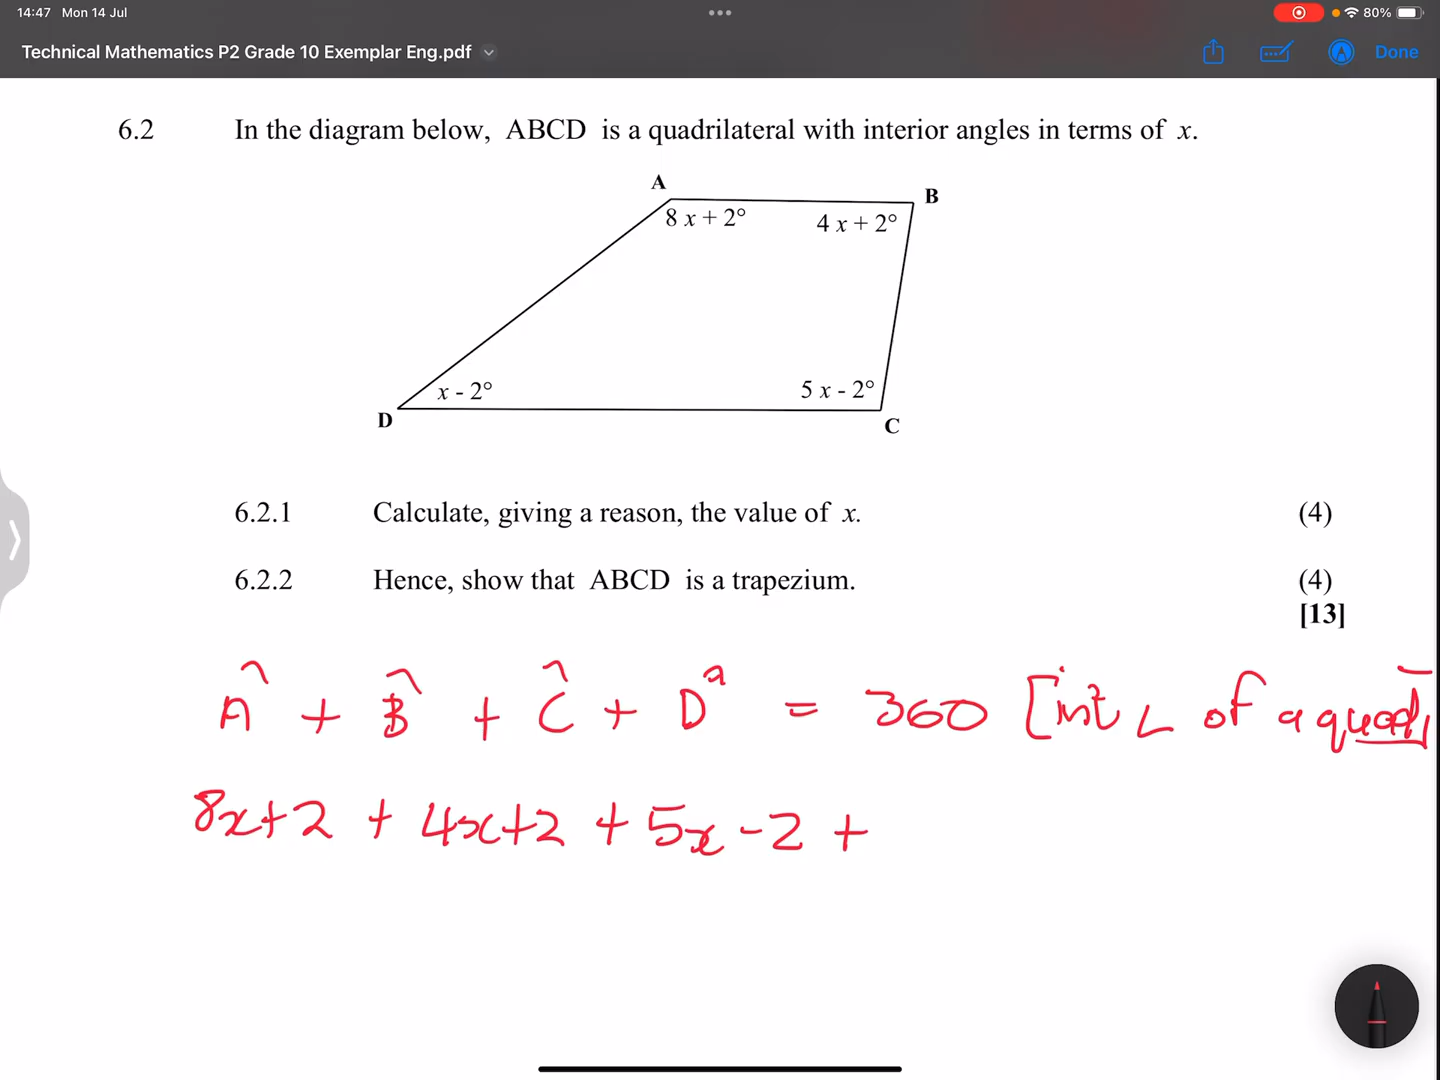 14:47 Mon 14 Jul
80%
Technical Mathematics P2 Grade 10 Exemplar Eng.pdf
Done
6.2 In the diagram below, ABCD is a quadrilateral with interior angles in terms of x.
A
B
8 x + 2° 4 x + 2°
x - 2° 5 x - 2°
D
C
6.2.1 Calculate, giving a reason, the value of x. (4)
6.2.2 Hence, show that ABCD is a trapezium. (4)
[13]
Â + B̂ + Ĉ + D̂ = 360 [int ∠ of a quad
8x+2 + 4x+2 + 5x-2 +